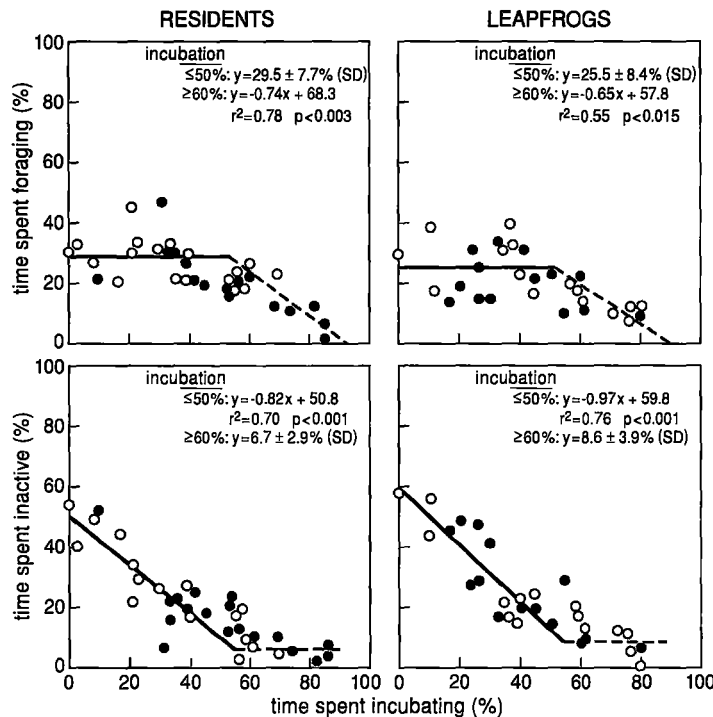 RESIDENTS
LEAPFROGS
100
80
60
40
20
0
time spent foraging (%)
incubation
≤50%: y=29.5 ± 7.7% (SD)
≥60%: y=-0.74x + 68.3
r²=0.78 p<0.003
incubation
≤50%: y=25.5 ± 8.4% (SD)
≥60%: y=-0.65x + 57.8
r²=0.55 p<0.015
100
80
60
40
20
0
time spent inactive (%)
incubation
≤50%: y=-0.82x + 50.8
r²=0.70 p<0.001
≥60%: y=6.7 ± 2.9% (SD)
incubation
≤50%: y=-0.97x + 59.8
r²=0.76 p<0.001
≥60%: y=8.6 ± 3.9% (SD)
0 20 40 60 80 100
0 20 40 60 80 100
time spent incubating (%)